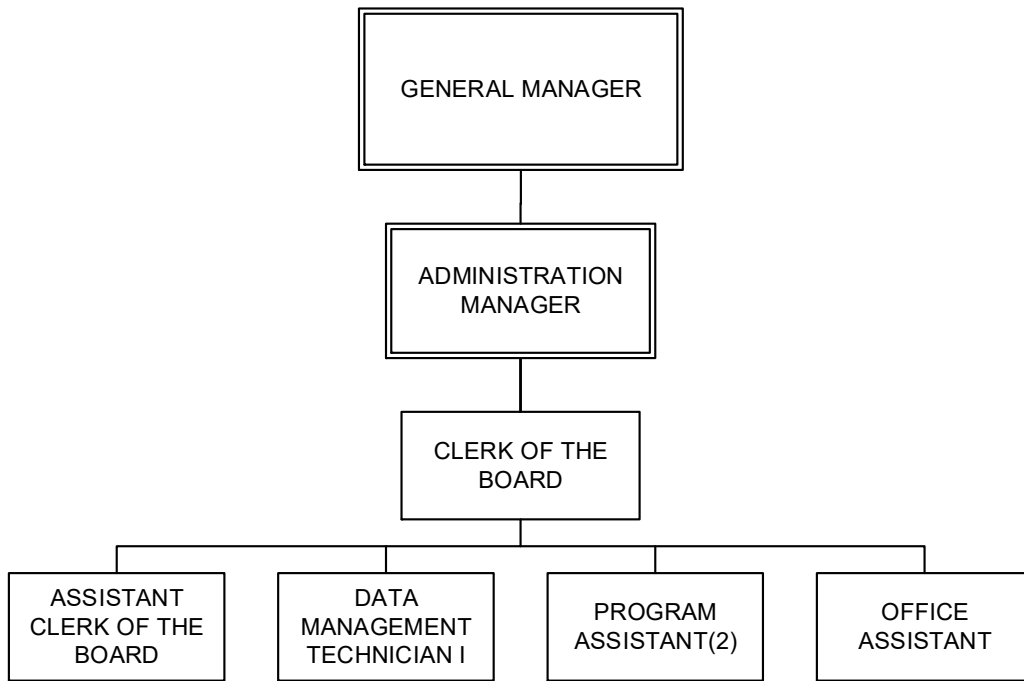 GENERAL MANAGER
ADMINISTRATION
MANAGER
CLERK OF THE
BOARD
ASSISTANT
CLERK OF THE
BOARD
DATA
MANAGEMENT
TECHNICIAN I
PROGRAM
ASSISTANT(2)
OFFICE
ASSISTANT